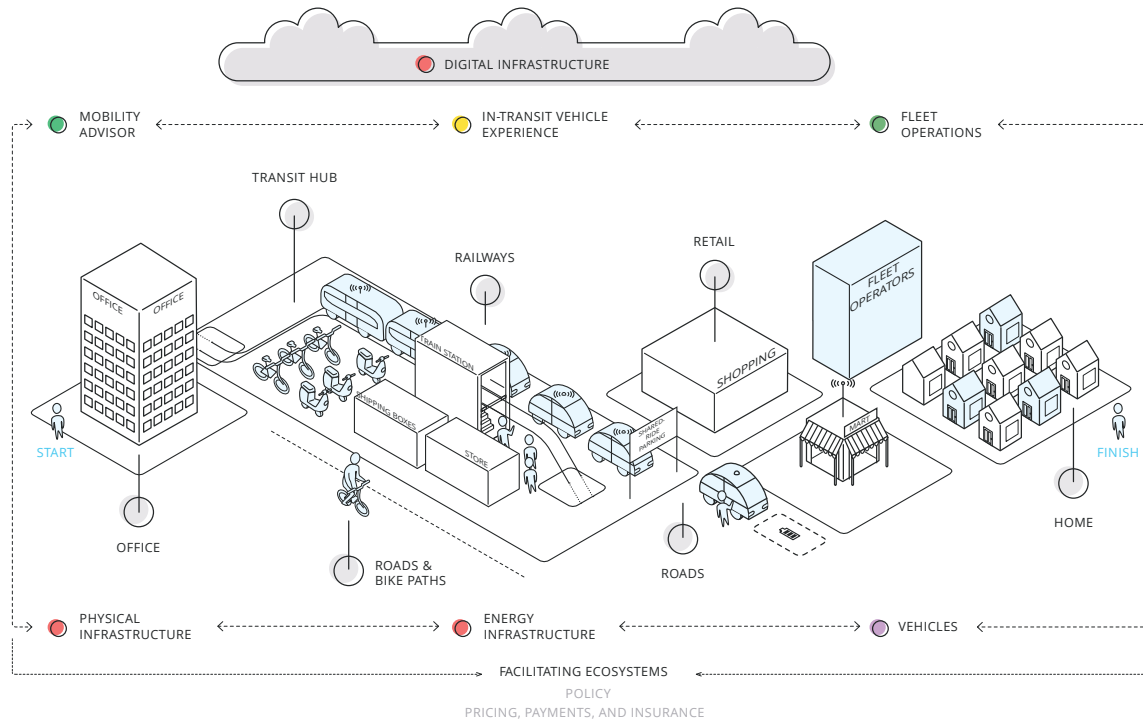 DIGITAL INFRASTRUCTURE
MOBILITY
ADVISOR
IN-TRANSIT VEHICLE
EXPERIENCE
FLEET
OPERATIONS
TRANSIT HUB
RAILWAYS
RETAIL
OFFICE OFFICE
FLEET
OPERATORS
TRAIN STATION
SHOPPING
SHIPPING BOXES
STORE
SHARED-
RIDE
PARKING
MART
START
FINISH
OFFICE
ROADS &
BIKE PATHS
ROADS
HOME
PHYSICAL
INFRASTRUCTURE
ENERGY
INFRASTRUCTURE
VEHICLES
FACILITATING ECOSYSTEMS
POLICY
PRICING, PAYMENTS, AND INSURANCE